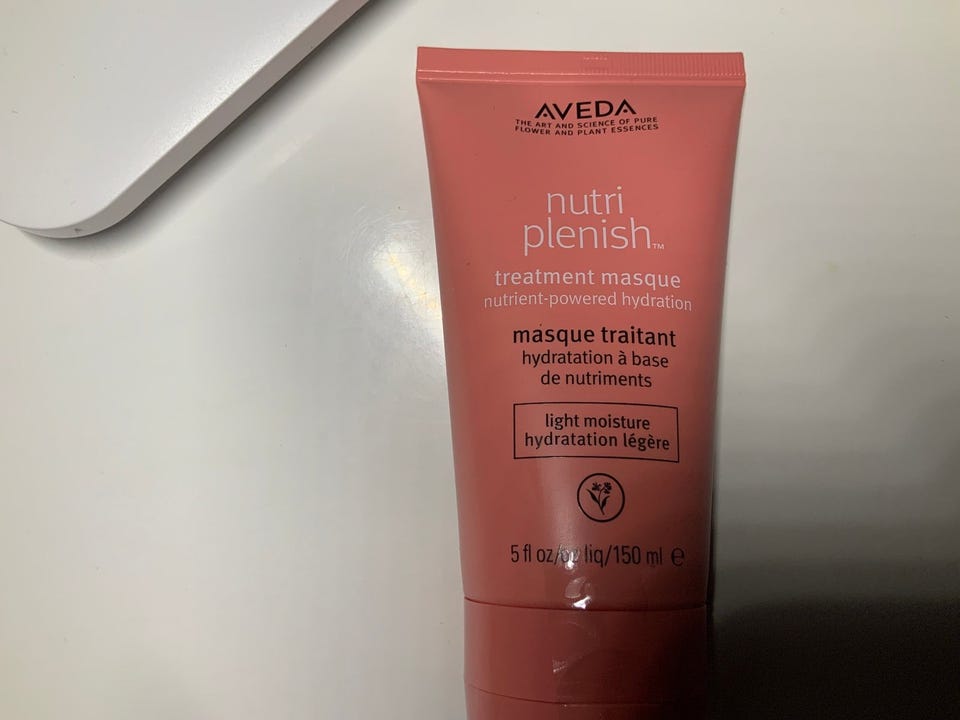 AVEDA
THE ART AND SCIENCE OF PURE
FLOWER AND PLANT ESSENCES
nutri
plenish™
treatment masque
nutrient-powered hydration
masque traitant
hydratation à base
de nutriments
light moisture
hydratation légère
5 fl oz/oz liq/150 ml ℮